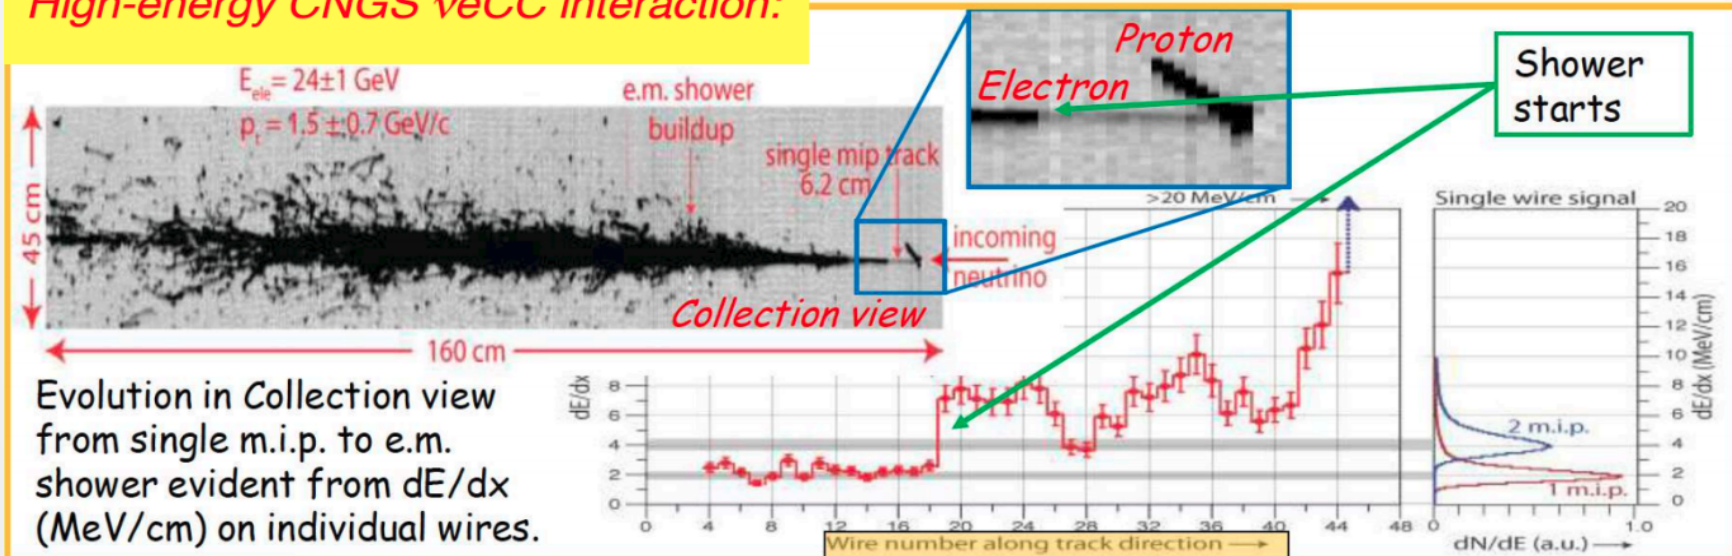 High-energy CNGS νeCC interaction:
E_ele = 24±1 GeV
p_t = 1.5 ±0.7 GeV/c
e.m. shower
buildup
single mip track
6.2 cm
45 cm
incoming
neutrino
Collection view
160 cm
Proton
Electron
Shower
starts
Evolution in Collection view
from single m.i.p. to e.m.
shower evident from dE/dx
(MeV/cm) on individual wires.
>20 MeV/cm
dE/dx
8
6
4
2
0
0 4 8 12 16 20 24 28 32 36 40 44 48
Wire number along track direction
Single wire signal
20
18
16
14
12
10
8
6
4
2
0
dE/dx (MeV/cm)
2 m.i.p.
1 m.i.p.
0 1.0
dN/dE (a.u.)